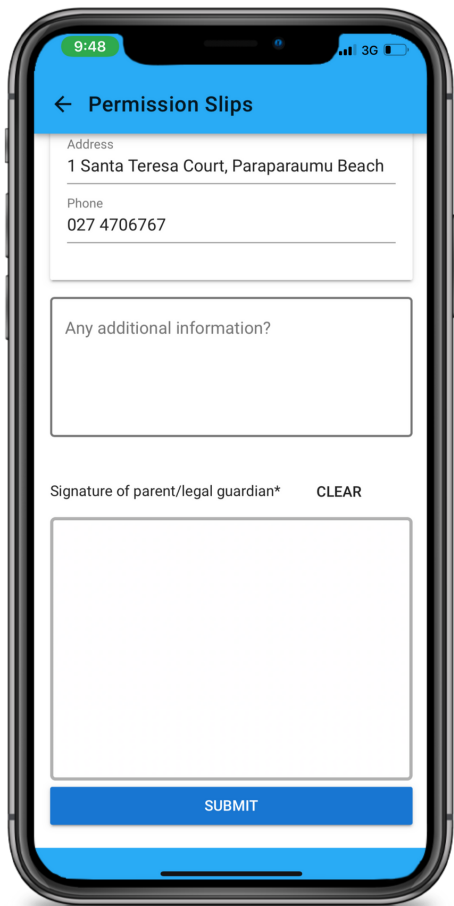 9:48
3G
← Permission Slips
Address
1 Santa Teresa Court, Paraparaumu Beach
Phone
027 4706767
Any additional information?
Signature of parent/legal guardian*
CLEAR
SUBMIT